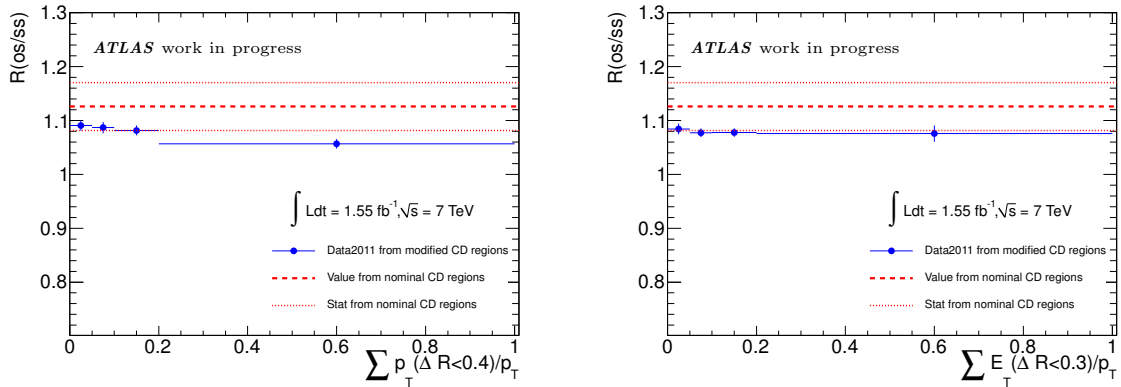 R(os/ss)
1.3
1.2
1.1
1
0.9
0.8
ATLAS work in progress
∫ Ldt = 1.55 fb⁻¹,√s = 7 TeV
Data2011 from modified CD regions
Value from nominal CD regions
Stat from nominal CD regions
0 0.2 0.4 0.6 0.8 1
∑ p_T(Δ R<0.4)/p_T
R(os/ss)
1.3
1.2
1.1
1
0.9
0.8
ATLAS work in progress
∫ Ldt = 1.55 fb⁻¹,√s = 7 TeV
Data2011 from modified CD regions
Value from nominal CD regions
Stat from nominal CD regions
0 0.2 0.4 0.6 0.8 1
∑ E_T(Δ R<0.3)/p_T